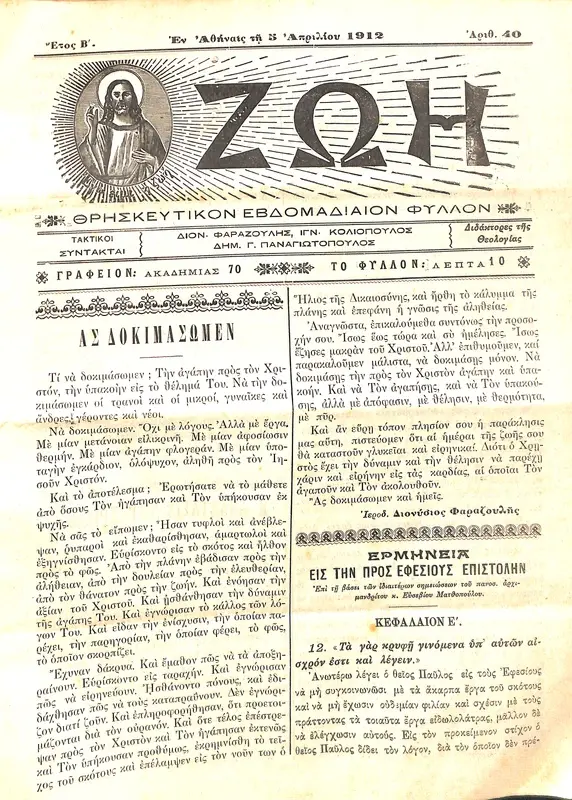 Ἔτος Β΄.
Ἐν Ἀθήναις τῇ 5 Ἀπριλίου 1912
Ἀριθ. 40
ΖΩΗ
ΘΡΗΣΚΕΥΤΙΚΟΝ ΕΒΔΟΜΑΔΙΑΙΟΝ ΦΥΛΛΟΝ
ΤΑΚΤΙΚΟΙ
ΣΥΝΤΑΚΤΑΙ
ΔΙΟΝ· ΦΑΡΑΖΟΥΛΗΣ, ΙΓΝ. ΚΟΛΙΟΠΟΥΛΟΣ
ΔΗΜ. Γ. ΠΑΝΑΓΙΩΤΟΠΟΥΛΟΣ
Διδάκτορες τῆς
Θεολογίας
ΓΡΑΦΕΙΟΝ: ΑΚΑΔΗΜΙΑΣ 70
ΤΟ ΦΥΛΛΟΝ: ΛΕΠΤΑ 10
ΑΣ ΔΟΚΙΜΑΣΩΜΕΝ
Τί νὰ δοκιμάσωμεν; Τὴν ἀγάπην πρὸς τὸν Χρι-
στόν, τὴν ὑπακοὴν εἰς τὸ θέλημά Του. Νὰ τὴν δο-
κιμάσωμεν οἱ τρανοὶ καὶ οἱ μικροί, γυναῖκες καὶ
ἄνδρες, γέροντες καὶ νέοι.
Νὰ δοκιμάσωμεν. Ὄχι μὲ λόγους. Ἀλλὰ μὲ ἔργα.
Μὲ μίαν μετάνοιαν εἰλικρινῆ. Μὲ μίαν ἀφοσίωσιν
θερμήν. Μὲ μίαν ἀγάπην φλογεράν. Μὲ μίαν ὑπο-
ταγὴν ἐγκάρδιον, ὁλόψυχον, ἀληθῆ πρὸς τὸν Ἰη-
σοῦν Χριστόν.
Καὶ τὸ ἀποτέλεσμα; Ἐρωτήσατε νὰ τὸ μάθετε
ἀπὸ ὅσους Τὸν ἠγάπησαν καὶ Τὸν ὑπήκουσαν ἐκ
ψυχῆς.
Νὰ σᾶς τὸ εἴπωμεν; Ἦσαν τυφλοὶ καὶ ἀνέβλε-
ψαν, ῥυπαροὶ καὶ ἐκαθαρίσθησαν, ἁμαρτωλοὶ καὶ
ἐξηγνίσθησαν. Εὑρίσκοντο εἰς τὸ σκότος καὶ ἦλθον
πρὸς τὸ φῶς. Ἀπὸ τὴν πλάνην ἐβάδισαν πρὸς τὴν
ἀλήθειαν, ἀπὸ τὴν δουλείαν πρὸς τὴν ἐλευθερίαν,
ἀπὸ τὸν θάνατον πρὸς τὴν ζωήν. Καὶ ἐνόησαν τὴν
ἀξίαν τοῦ Χριστοῦ. Καὶ ᾐσθάνθησαν τὴν δύναμιν
τῆς ἀγάπης Του. Καὶ ἐγνώρισαν τὸ κάλλος τῶν λό-
γων Του. Καὶ εἶδαν τὴν ἐνίσχυσιν, τὴν ὁποίαν πα-
ρέχει, τὴν παρηγορίαν, τὴν ὁποίαν φέρει, τὸ φῶς,
τὸ ὁποῖον σκορπίζει.
Ἔχυναν δάκρυα. Καὶ ἔμαθον πῶς νὰ τὰ ἀποξη-
ραίνουν. Εὑρίσκοντο εἰς ταραχήν. Καὶ ἐγνώρισαν
πῶς νὰ εἰρηνεύουν. Ἠσθάνοντο πόνους, καὶ ἐδι-
δάχθησαν πῶς νὰ τοὺς καταπραΰνουν. Δὲν ἐγνώρι-
ζον διατί ζοῦν. Καὶ ἐπληροφορήθησαν, ὅτι προετοι-
μάζονται διὰ τὸν οὐρανόν. Καὶ ὅτε τέλος ἐπέστρε-
ψαν πρὸς τὸν Χριστὸν καὶ Τὸν ἠγάπησαν ἐκτενῶς
καὶ Τὸν ὑπήκουσαν προθύμως, ἐκρημνίσθη τὸ τεῖ-
χος τοῦ σκότους καὶ ἐπέλαμψεν εἰς τὸν νοῦν των ὁ
Ἥλιος τῆς Δικαιοσύνης, καὶ ἤρθη τὸ κάλυμμα τῆς
πλάνης καὶ ἐπεφάνη ἡ γνῶσις τῆς ἀληθείας.
Ἀναγνῶστα, ἐπικαλούμεθα συντόνως τὴν προσο-
χήν σου. Ἴσως ἕως τώρα καὶ σὺ ἠμέλησες. Ἴσως
ἔζησες μακρὰν τοῦ Χριστοῦ. Ἀλλ' ἐπιθυμοῦμεν, καὶ
παρακαλοῦμεν μάλιστα, νὰ δοκιμάσῃς μόνον. Νὰ
δοκιμάσῃς τὴν πρὸς τὸν Χριστὸν ἀγάπην καὶ ὑπα-
κοήν. Καὶ νὰ Τὸν ἀγαπήσῃς, καὶ νὰ Τὸν ὑπακού-
σῃς, ἀλλὰ μὲ ἀπόφασιν, μὲ θέλησιν, μὲ θερμότητα,
μὲ πῦρ.
Καὶ ἂν εὕρῃ τόπον πλησίον σου ἡ παράκλησις
μας αὕτη, πιστεύομεν ὅτι αἱ ἡμέραι τῆς ζωῆς σου
θὰ καταστοῦν γλυκεῖαι καὶ εἰρηνικαί. Διότι ὁ Χρι-
στὸς ἔχει τὴν δύναμιν καὶ τὴν θέλησιν νὰ παρέχῃ
χάριν καὶ εἰρήνην εἰς τὰς καρδίας, αἱ ὁποῖαι Τὸν
ἀγαποῦν καὶ Τὸν ἀκολουθοῦν.
Ἂς δοκιμάσωμεν καὶ ἡμεῖς.
Ἱεροδ. Διονύσιος Φαραζουλῆς
ΕΡΜΗΝΕΙΑ
ΕΙΣ ΤΗΝ ΠΡΟΣ ΕΦΕΣΙΟΥΣ ΕΠΙΣΤΟΛΗΝ
Ἐπὶ τῇ βάσει τῶν ἰδιαιτέρων σημειώσεων τοῦ πανοσ. ἀρχι-
μανδρίτου κ. Εὐσεβίου Ματθοπούλου.
ΚΕΦΑΛΑΙΟΝ Ε΄.
12. «Τὰ γὰρ κρυφῇ γινόμενα ὑπ' αὐτῶν αἰ-
σχρόν ἐστι καὶ λέγειν.»
Ἀνωτέρω λέγει ὁ θεῖος Παῦλος εἰς τοὺς Ἐφεσίους
νὰ μὴ συγκοινωνῶσι μὲ τὰ ἄκαρπα ἔργα τοῦ σκότους
καὶ νὰ μὴ ἔχωσιν οὐδεμίαν φιλίαν καὶ σχέσιν μὲ τοὺς
πράττοντας τὰ τοιαῦτα ἔργα εἰδωλολάτρας, μᾶλλον δὲ
νὰ ἐλέγχωσιν αὐτούς. Εἰς τὸν προκείμενον στίχον ὁ
θεῖος Παῦλος δίδει τὸν λόγον, διὰ τὸν ὁποῖον δὲν πρέ-